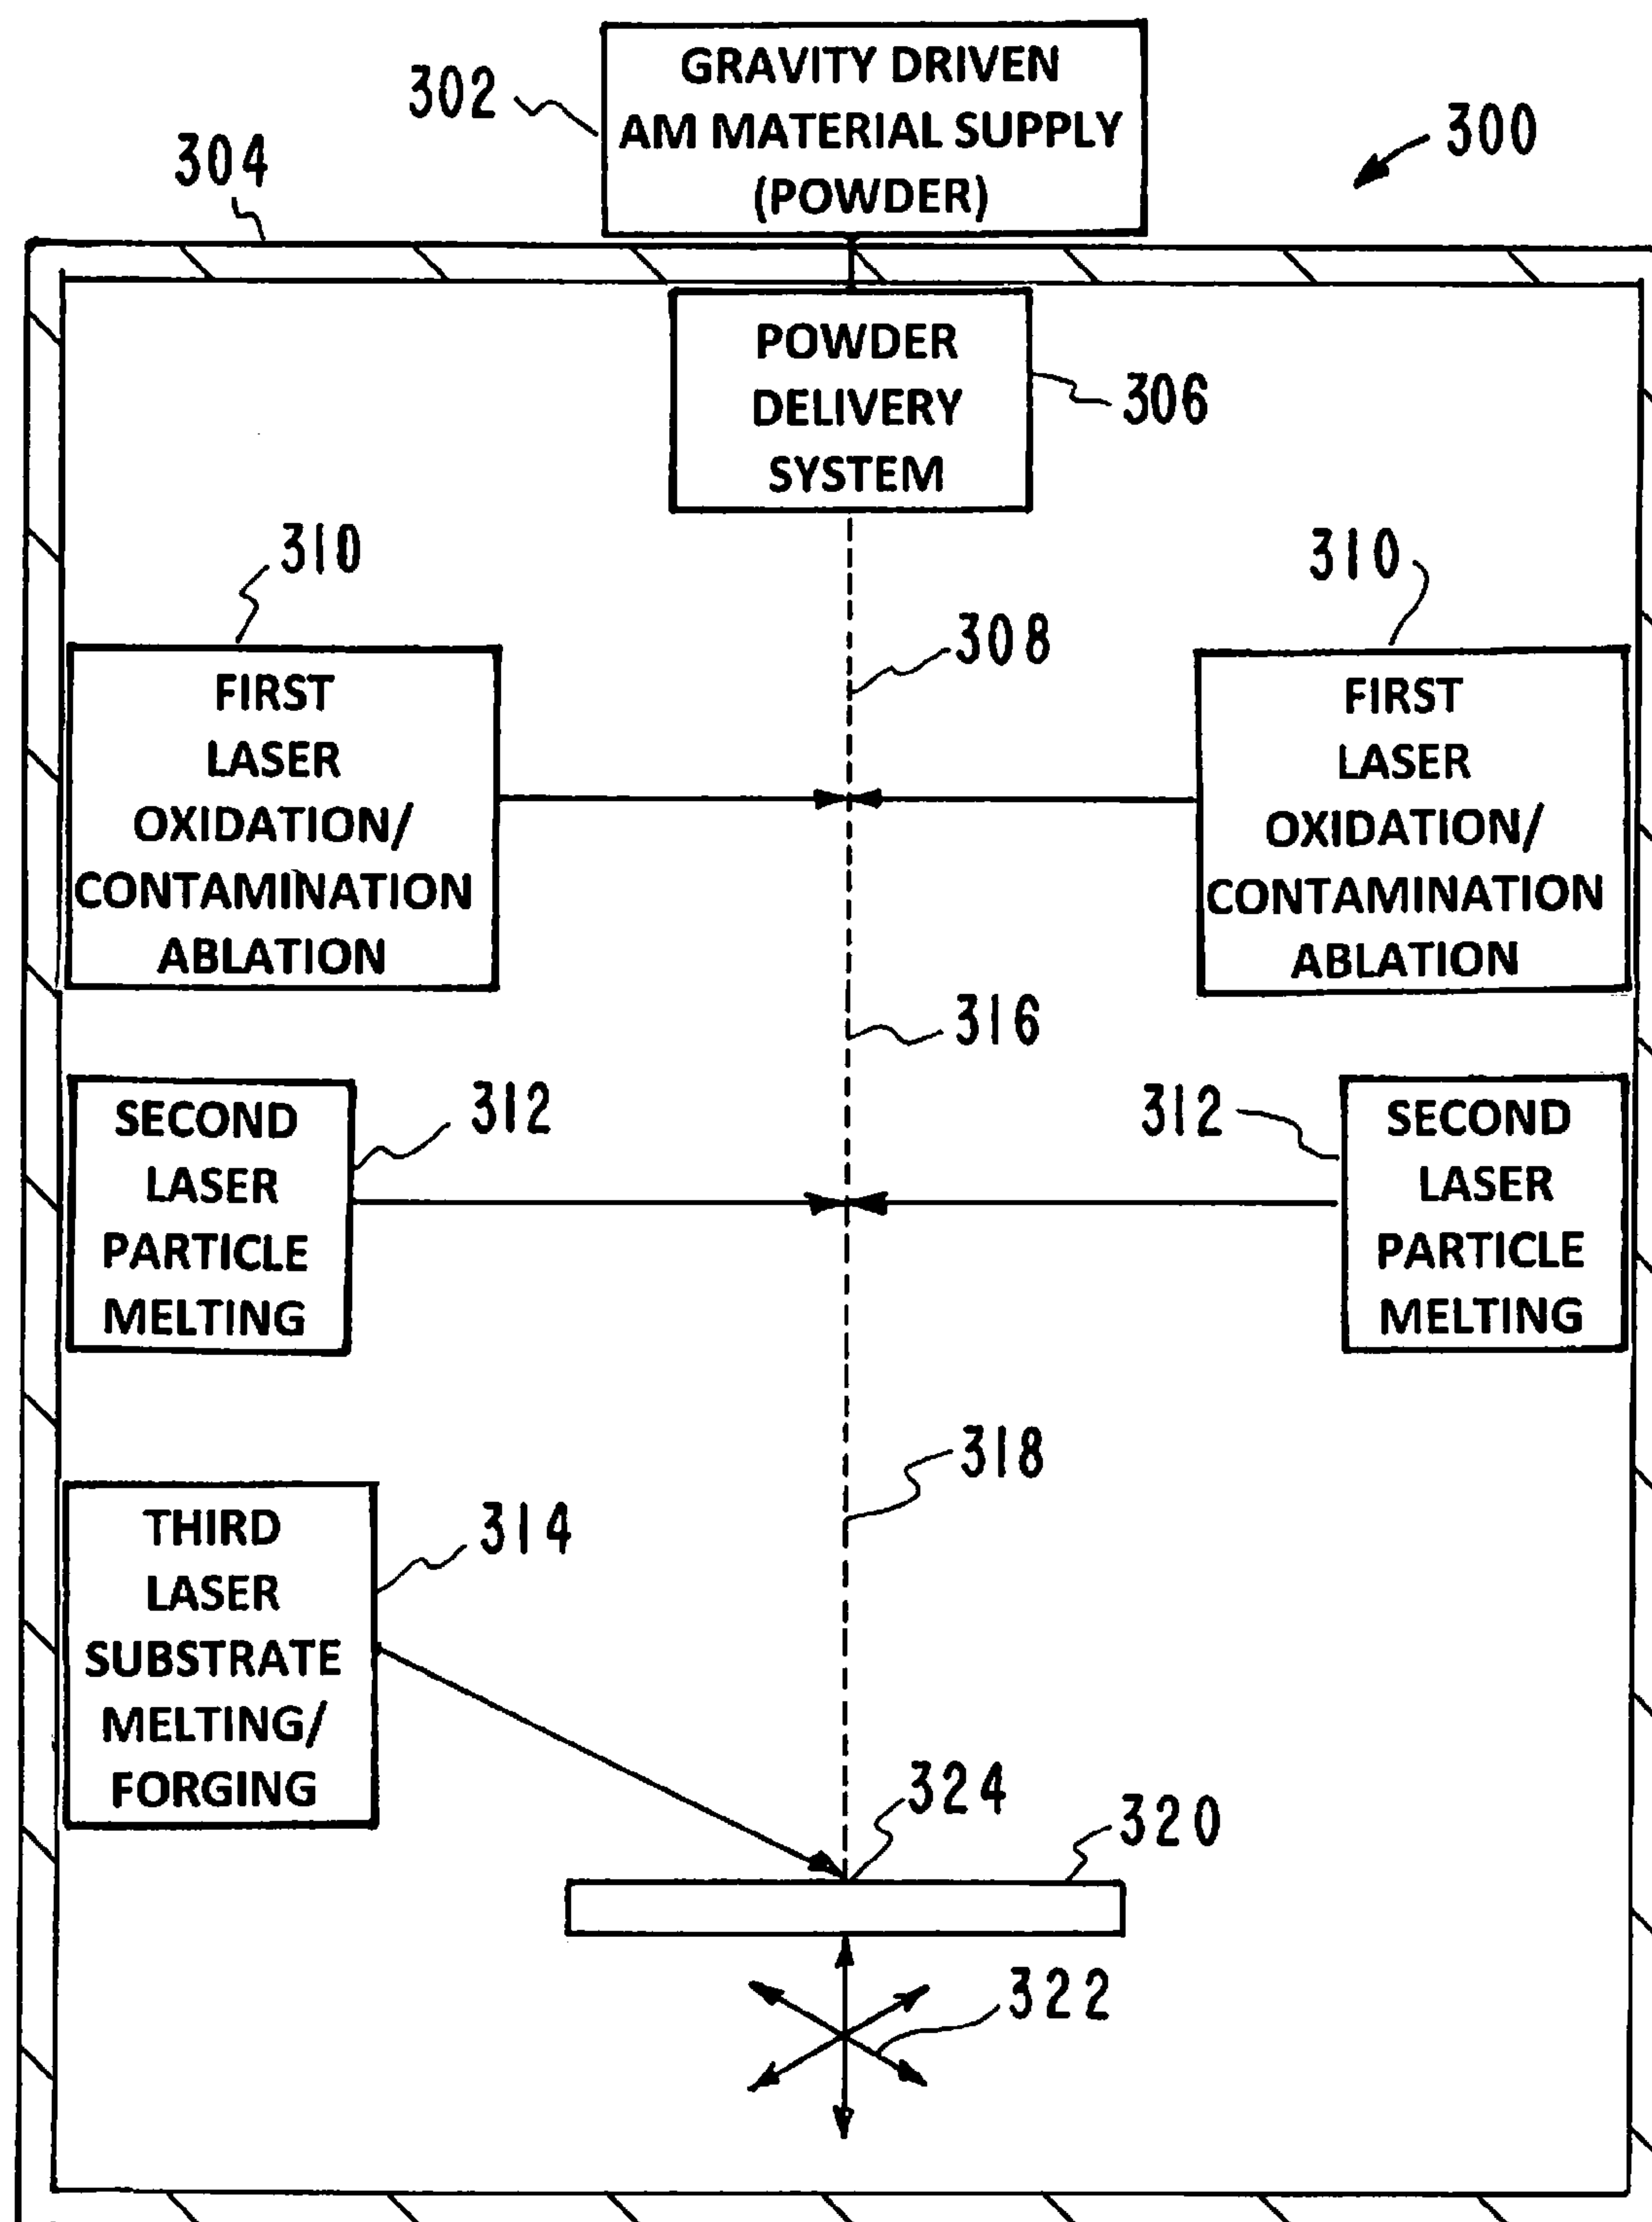 GRAVITY DRIVEN
AM MATERIAL SUPPLY
(POWDER)
302
300
304
POWDER
DELIVERY
SYSTEM
306
310
310
308
FIRST
LASER
OXIDATION/
CONTAMINATION
ABLATION
FIRST
LASER
OXIDATION/
CONTAMINATION
ABLATION
316
312
312
SECOND
LASER
PARTICLE
MELTING
SECOND
LASER
PARTICLE
MELTING
318
314
THIRD
LASER
SUBSTRATE
MELTING/
FORGING
324
320
322